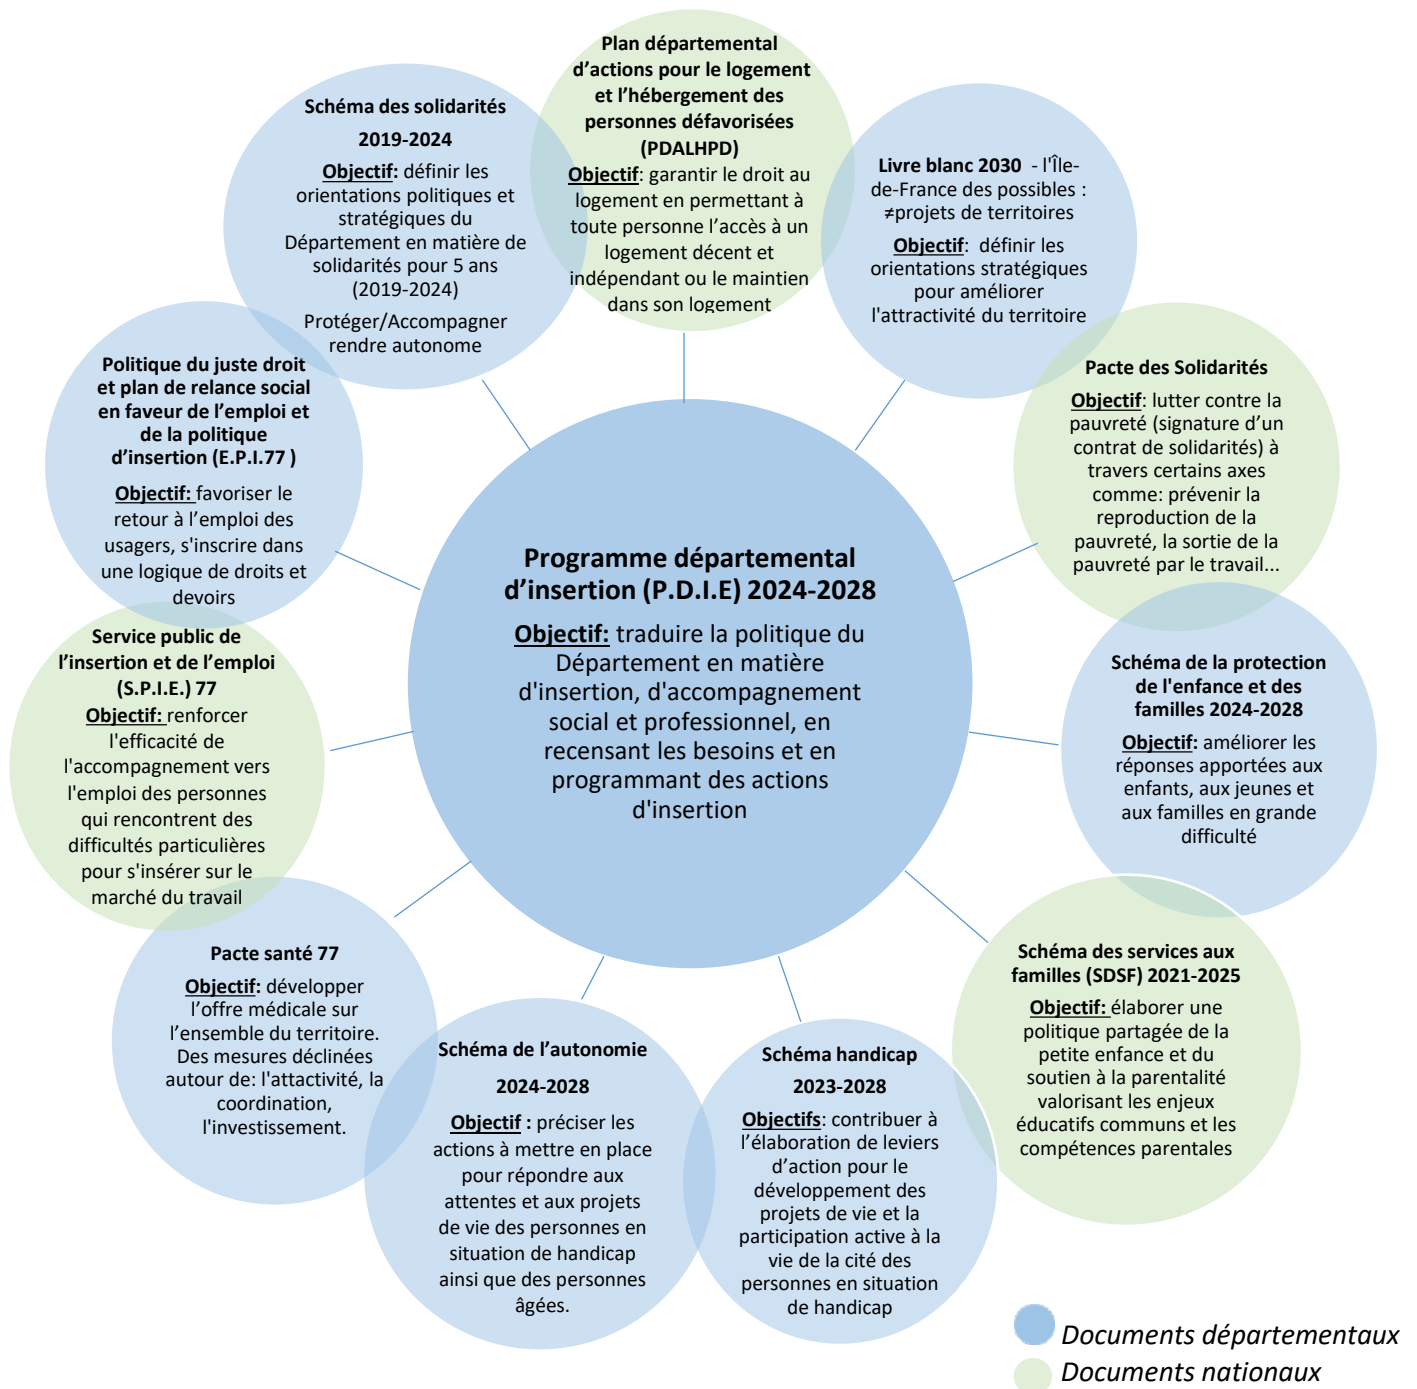 Plan départemental
d’actions pour le logement
et l’hébergement des
personnes défavorisées
(PDALHPD)
Objectif: garantir le droit au
logement en permettant à
toute personne l’accès à un
logement décent et
indépendant ou le maintien
dans son logement
Livre blanc 2030 - l'Île-
de-France des possibles :
≠projets de territoires
Objectif: définir les
orientations stratégiques
pour améliorer
l'attractivité du territoire
Pacte des Solidarités
Objectif: lutter contre la
pauvreté (signature d’un
contrat de solidarités) à
travers certains axes
comme: prévenir la
reproduction de la
pauvreté, la sortie de la
pauvreté par le travail...
Schéma de la protection
de l'enfance et des
familles 2024-2028
Objectif: améliorer les
réponses apportées aux
enfants, aux jeunes et
aux familles en grande
difficulté
Schéma des services aux
familles (SDSF) 2021-2025
Objectif: élaborer une
politique partagée de la
petite enfance et du
soutien à la parentalité
valorisant les enjeux
éducatifs communs et les
compétences parentales
Schéma handicap
2023-2028
Objectifs: contribuer à
l’élaboration de leviers
d’action pour le
développement des
projets de vie et la
participation active à la
vie de la cité des
personnes en situation
de handicap
Schéma de l’autonomie
2024-2028
Objectif : préciser les
actions à mettre en place
pour répondre aux
attentes et aux projets
de vie des personnes en
situation de handicap
ainsi que des personnes
âgées.
Pacte santé 77
Objectif: développer
l’offre médicale sur
l’ensemble du territoire.
Des mesures déclinées
autour de: l'attactivité, la
coordination,
l'investissement.
Service public de
l’insertion et de l’emploi
(S.P.I.E.) 77
Objectif: renforcer
l'efficacité de
l'accompagnement vers
l'emploi des personnes
qui rencontrent des
difficultés particulières
pour s'insérer sur le
marché du travail
Politique du juste droit
et plan de relance social
en faveur de l’emploi et
de la politique
d’insertion (E.P.I.77 )
Objectif: favoriser le
retour à l’emploi des
usagers, s'inscrire dans
une logique de droits et
devoirs
Schéma des solidarités
2019-2024
Objectif: définir les
orientations politiques et
stratégiques du
Département en matière de
solidarités pour 5 ans
(2019-2024)
Protéger/Accompagner
rendre autonome
Programme départemental
d’insertion (P.D.I.E) 2024-2028
Objectif: traduire la politique du
Département en matière
d'insertion, d'accompagnement
social et professionnel, en
recensant les besoins et en
programmant des actions
d'insertion
Documents départementaux
Documents nationaux